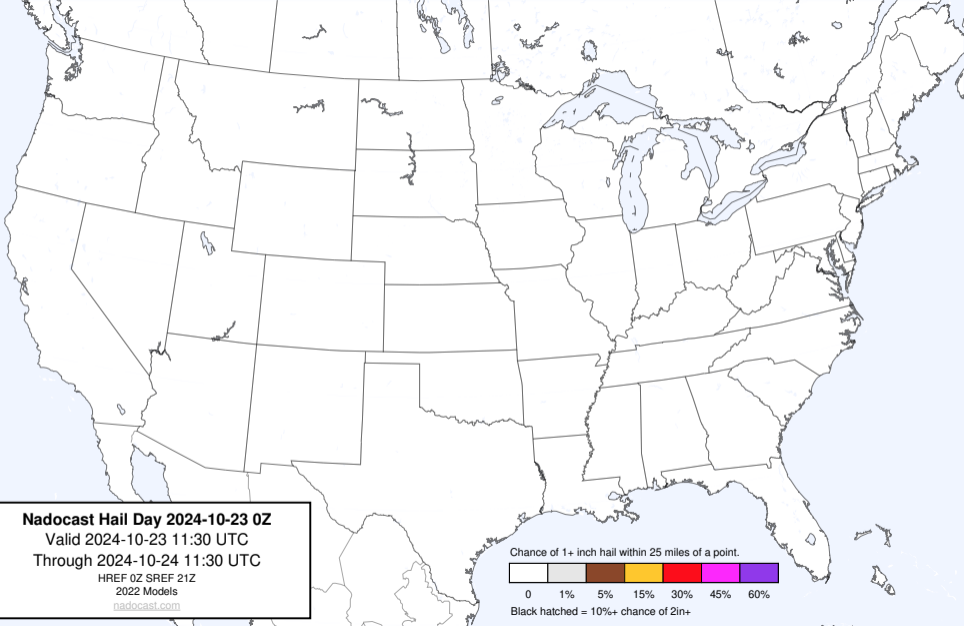 Nadocast Hail Day 2024-10-23 0Z
Valid 2024-10-23 11:30 UTC
Through 2024-10-24 11:30 UTC
HREF 0Z SREF 21Z
2022 Models
nadocast.com
Chance of 1+ inch hail within 25 miles of a point.
0 1% 5% 15% 30% 45% 60%
Black hatched = 10%+ chance of 2in+